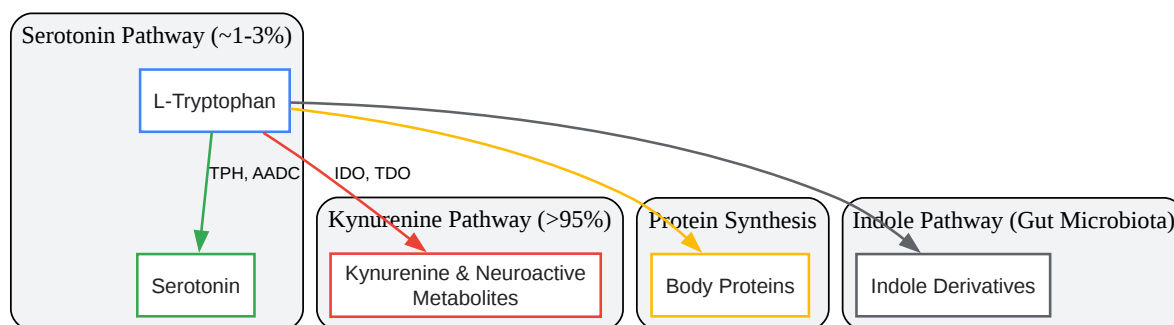 Serotonin Pathway (~1-3%)
L-Tryptophan
TPH, AADC
IDO, TDO
Kynurenine Pathway (>95%)
Protein Synthesis
Indole Pathway (Gut Microbiota)
Serotonin
Kynurenine & Neuroactive
Metabolites
Body Proteins
Indole Derivatives